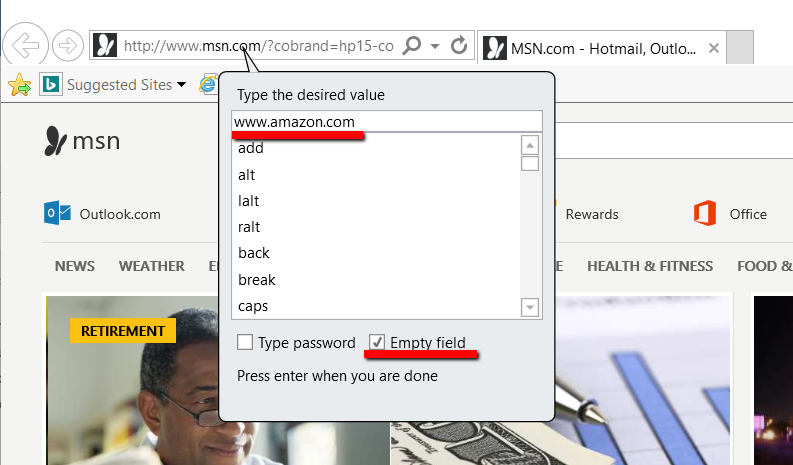 http://www.msn.com/?cobrand=hp15-co
MSN.com - Hotmail, Outlo...
Suggested Sites
Type the desired value
www.amazon.com
msn
add
alt
lalt
ralt
back
break
caps
Outlook.com
Rewards
Office
NEWS WEATHER HEALTH & FITNESS FOOD &
RETIREMENT
Type password Empty field
Press enter when you are done